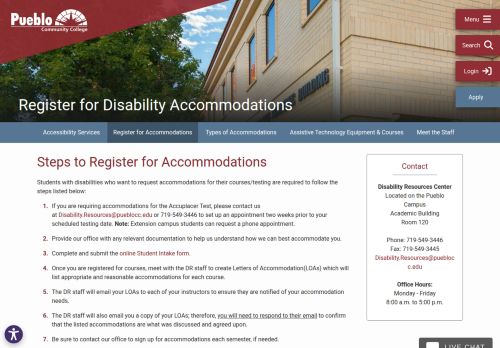 Pueblo
Community College
Menu
Search
Login
Apply
BUILDING
Register for Disability Accommodations
Accessibility Services
Register for Accommodations
Types of Accommodations
Assistive Technology Equipment & Courses
Meet the Staff
Steps to Register for Accommodations
Students with disabilities who want to request accommodations for their courses/testing are required to follow the
steps listed below:
1. If you are requiring accommodations for the Accuplacer Test, please contact us
at Disability.Resources@pueblocc.edu or 719-549-3446 to set up an appointment two weeks prior to your
scheduled testing date. Note: Extension campus students can request a phone appointment.
2. Provide our office with any relevant documentation to help us understand how we can best accommodate you.
3. Complete and submit the online Student Intake form.
4. Once you are registered for courses, meet with the DR staff to create Letters of Accommodation(LOAs) which will
list appropriate and reasonable accommodations for each course.
5. The DR staff will email your LOAs to each of your instructors to ensure they are notified of your accommodation
needs.
6. The DR staff will also email you a copy of your LOAs; therefore, you will need to respond to their email to confirm
that the listed accommodations are what was discussed and agreed upon.
7. Be sure to contact our office to sign up for accommodations each semester, if needed.
Contact
Disability Resources Center
Located on the Pueblo
Campus
Academic Building
Room 120
Phone: 719-549-3446
Fax: 719-549-3445
Disability.Resources@puebloc
c.edu
Office Hours:
Monday - Friday
8:00 a.m. to 5:00 p.m.
LIVE CHAT